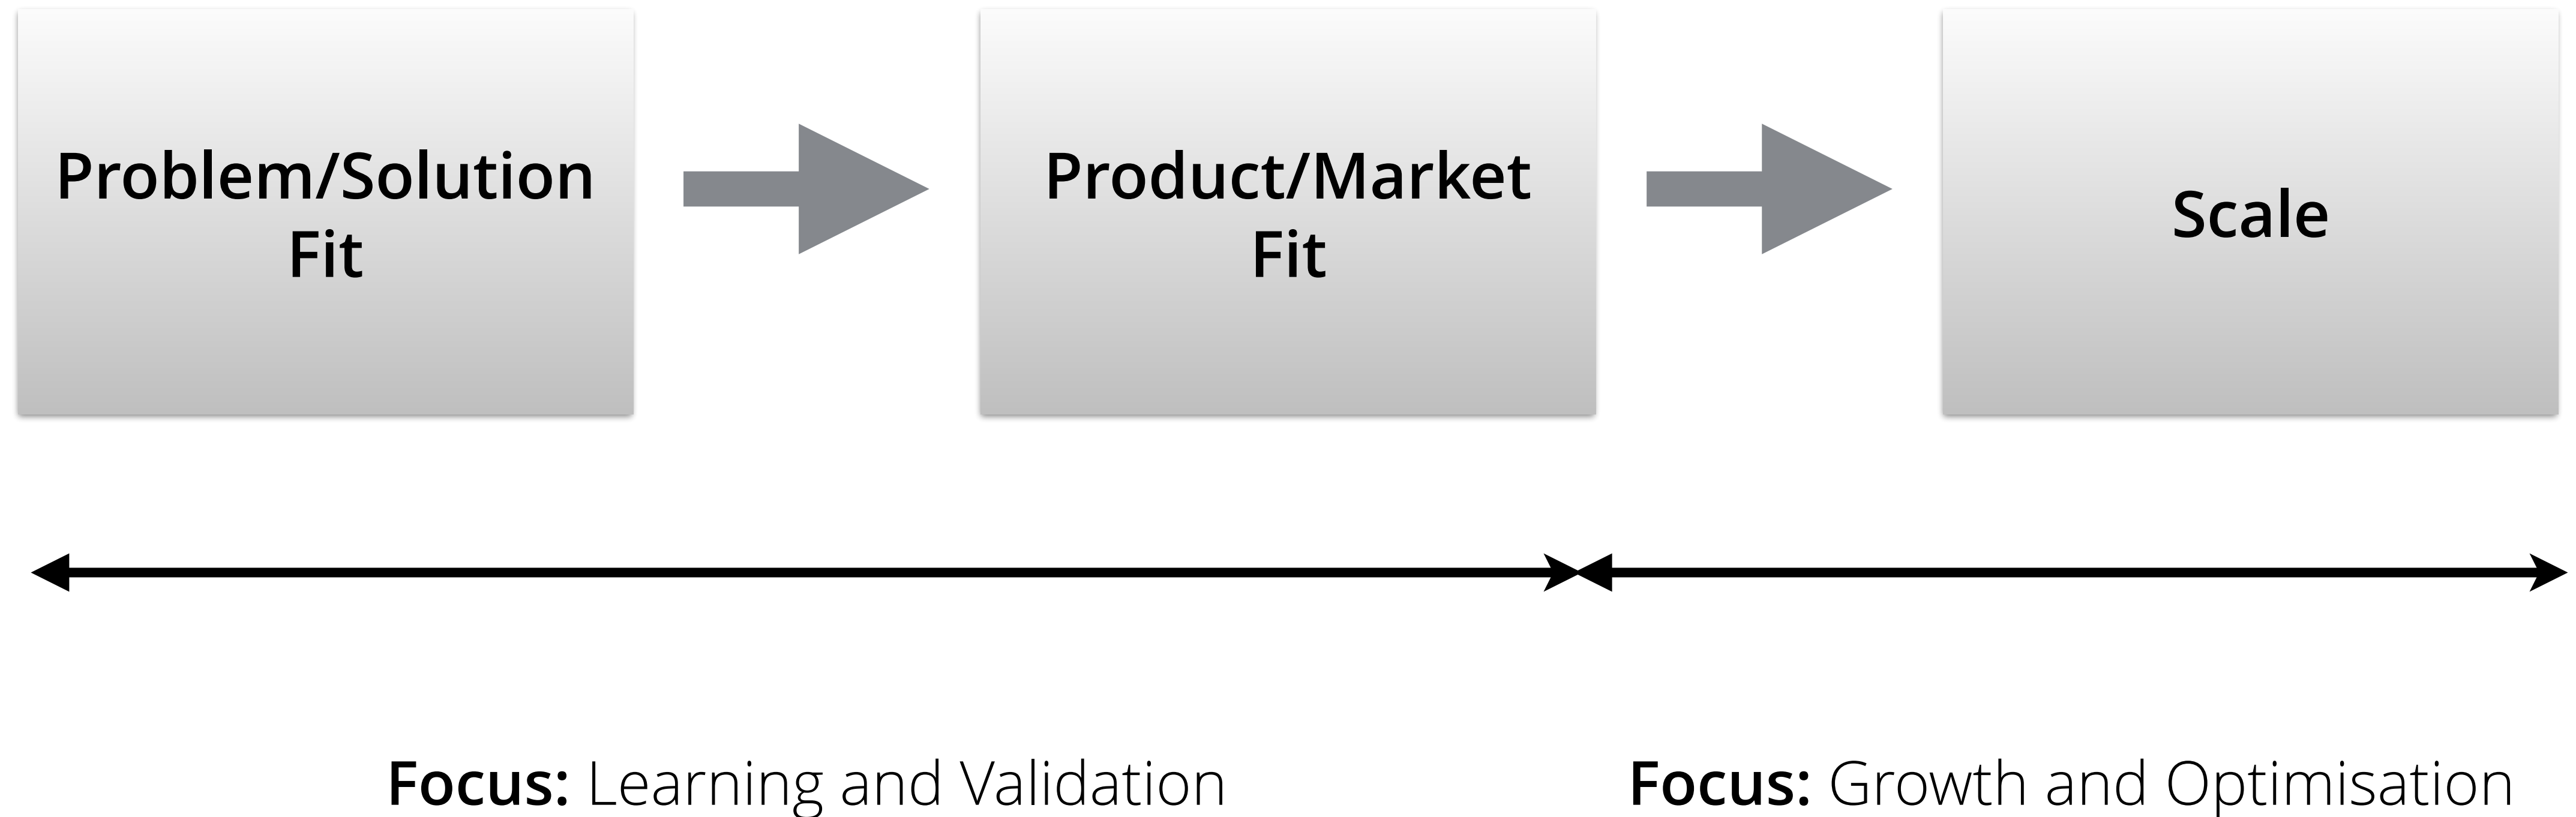 Problem/Solution
Fit
Product/Market
Fit
Scale
Focus: Learning and Validation
Focus: Growth and Optimisation